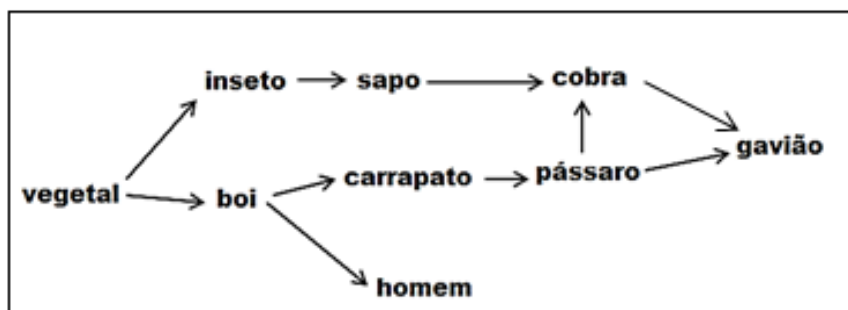 inseto sapo cobra
gavião
carrapato pássaro
vegetal boi
homem